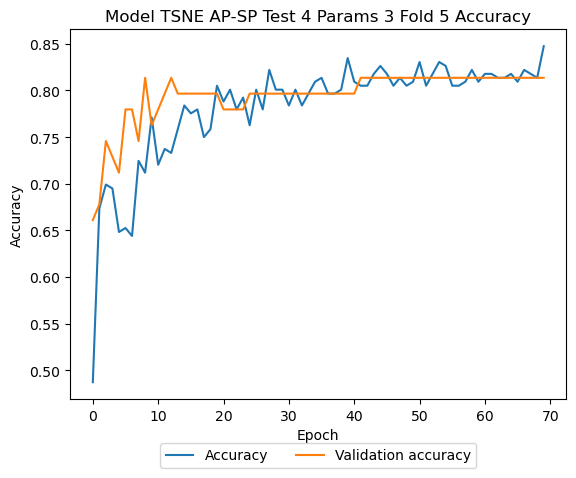 Model TSNE AP-SP Test 4 Params 3 Fold 5 Accuracy
0.85
0.80
0.75
0.70
0.65
0.60
0.55
0.50
Accuracy
0 10 20 30 40 50 60 70
Epoch
Accuracy Validation accuracy